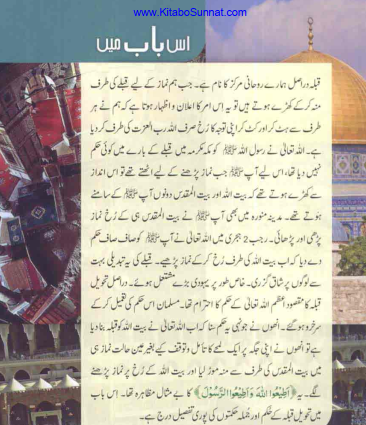 www.KitaboSunnat.com
اس باب میں
قبلہ دراصل ہمارے روحانی مرکز کا نام ہے۔ جب ہم نماز کے لیے قبلے کی طرف
منہ کر کے کھڑے ہوتے ہیں تو یہ اس امر کا اعلان و اظہار ہوتا ہے کہ ہم نے ہر
طرف سے ہٹ کر اور کٹ کر اپنی توجہ کا رُخ صرف اللہ رب العزت کی طرف کر دیا
ہے۔ اللہ تعالیٰ نے رسول اللہ ﷺ کو مکہ مکرمہ میں قبلے کے بارے میں کوئی حکم
نہیں دیا تھا، اس لیے آپ ﷺ جب نماز پڑھنے کے لیے اٹھتے تھے تو اس انداز
سے کھڑے ہوتے تھے کہ بیت اللہ اور بیت المقدس دونوں آپ ﷺ کے سامنے
ہوتے تھے۔ مدینہ منورہ میں بھی آپ ﷺ نے بیت المقدس ہی کے رُخ نماز
پڑھی اور پڑھائی۔ رجب 2 ہجری میں اللہ تعالیٰ نے آپ ﷺ کو صاف صاف حکم
دے دیا کہ اب بیت اللہ کی طرف رُخ کر کے نماز پڑھیے۔ قبلے کی یہ تبدیلی بہت
سے لوگوں پر شاق گزری۔ خاص طور پر یہودی بڑے مشتعل ہوئے۔ دراصل تحویل
قبلہ کا مقصودِ اعظم اللہ تعالیٰ کے حکم کا احترام تھا۔ مسلمان اس حکم کی تعمیل کر کے
سرخرو ہو گئے۔ انھوں نے جونہی یہ حکم سنا کہ اب اللہ تعالیٰ نے بیت اللہ کو قبلہ بنا دیا
ہے تو انھوں نے اپنی جگہ پر ایک لمحے کا تأمل و توقف کیے بغیر عین حالت نماز ہی
میں بیت المقدس کی طرف سے منہ موڑ لیا اور بیت اللہ کے رُخ پر نماز پڑھنے
لگے۔ یہ ﴿اَطِيْعُوا اللّٰهَ وَ اَطِيْعُوا الرَّسُوْلَ﴾ کا بے مثال مظاہرہ تھا۔ اس باب
میں تحویل قبلہ کے حکم اور جُملہ حکمتوں کی پوری تفصیل درج ہے۔